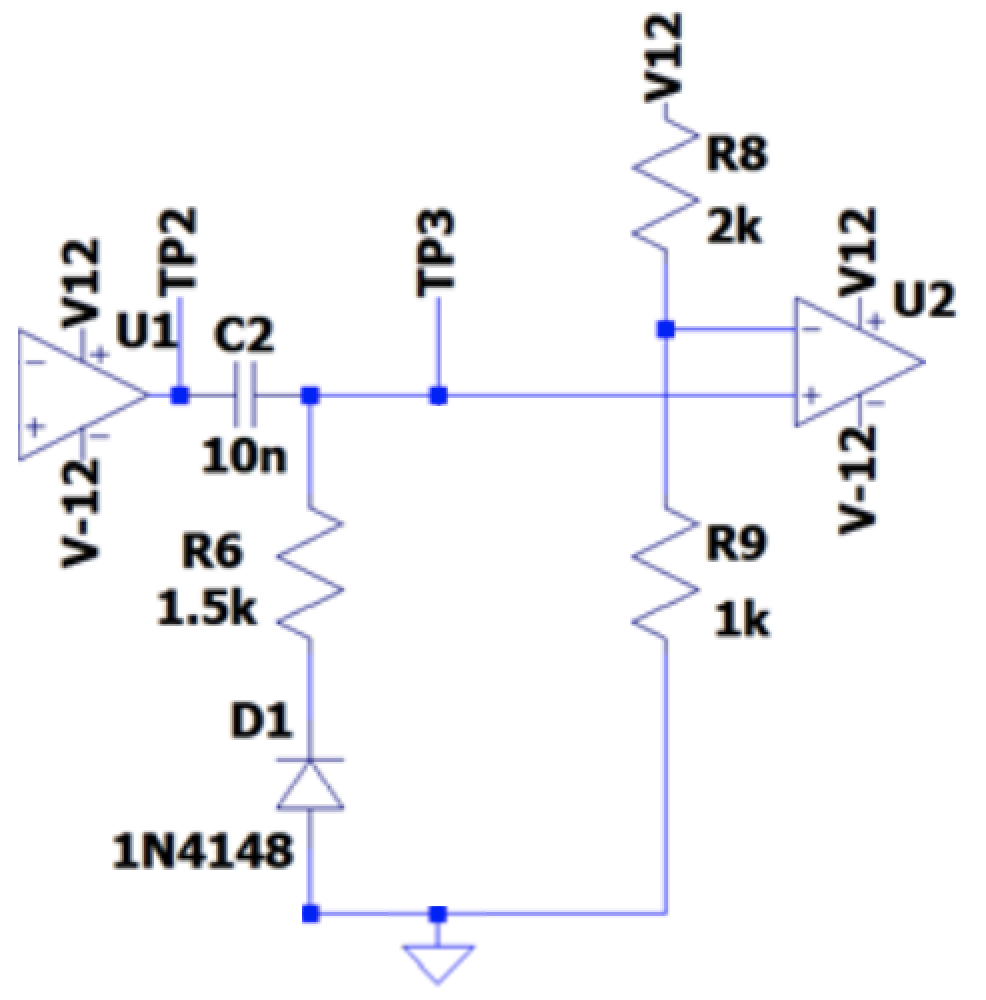 V12
R8
2k
TP2
TP3
V12
V12
U2
U1
C2
-
+
-
+
-
+
+
-
10n
V-12
V-12
R6
1.5k
R9
1k
D1
1N4148